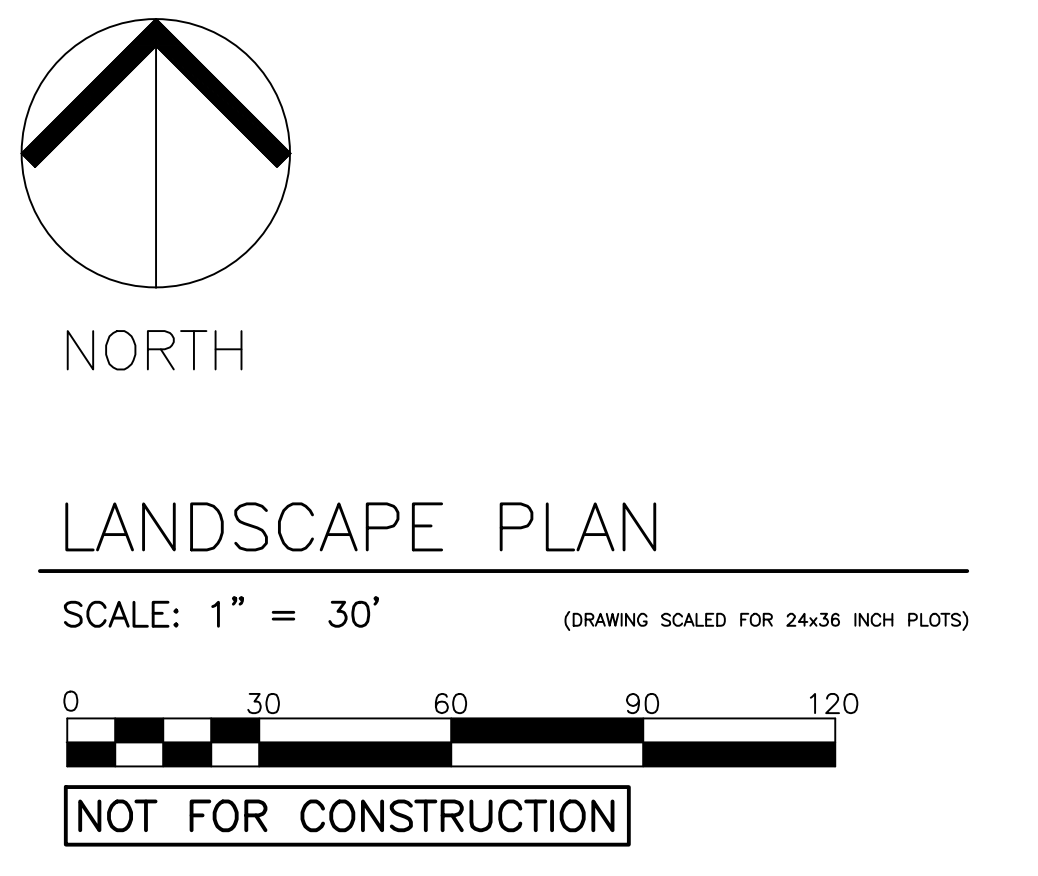 NORTH
LANDSCAPE PLAN
SCALE: 1” = 30’ (DRAWING SCALED FOR 24x36 INCH PLOTS)
0 30 60 90 120
NOT FOR CONSTRUCTION